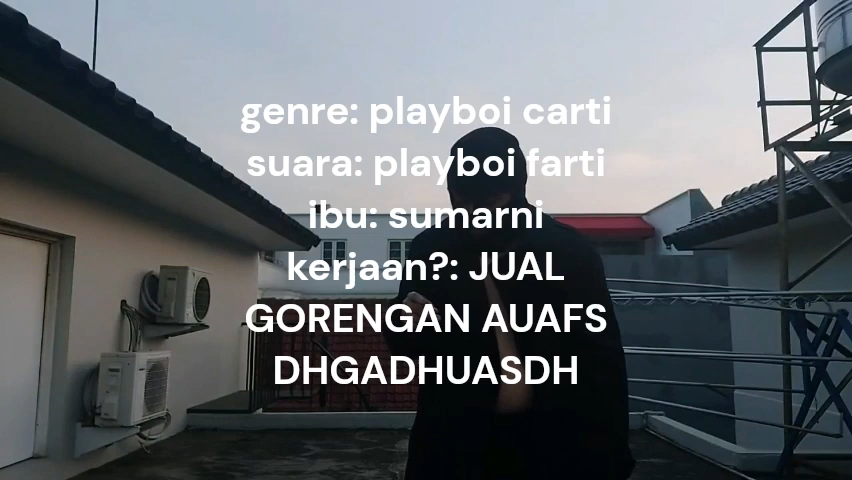 genre: playboi carti
suara: playboi farti
ibu: sumarni
kerjaan?: JUAL
GORENGAN AUAFS
DHGADHUASDH